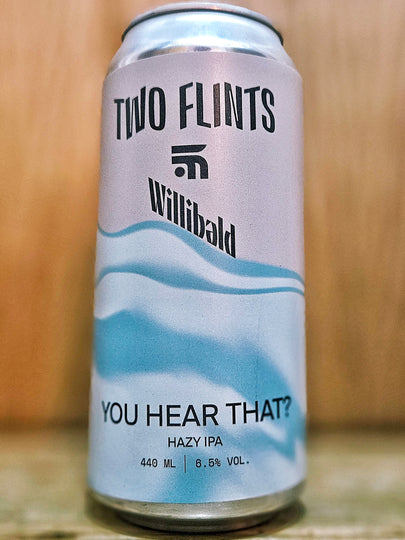 TWO FLINTS
Willibald
YOU HEAR THAT?
HAZY IPA
440 ML | 6.5% VOL.